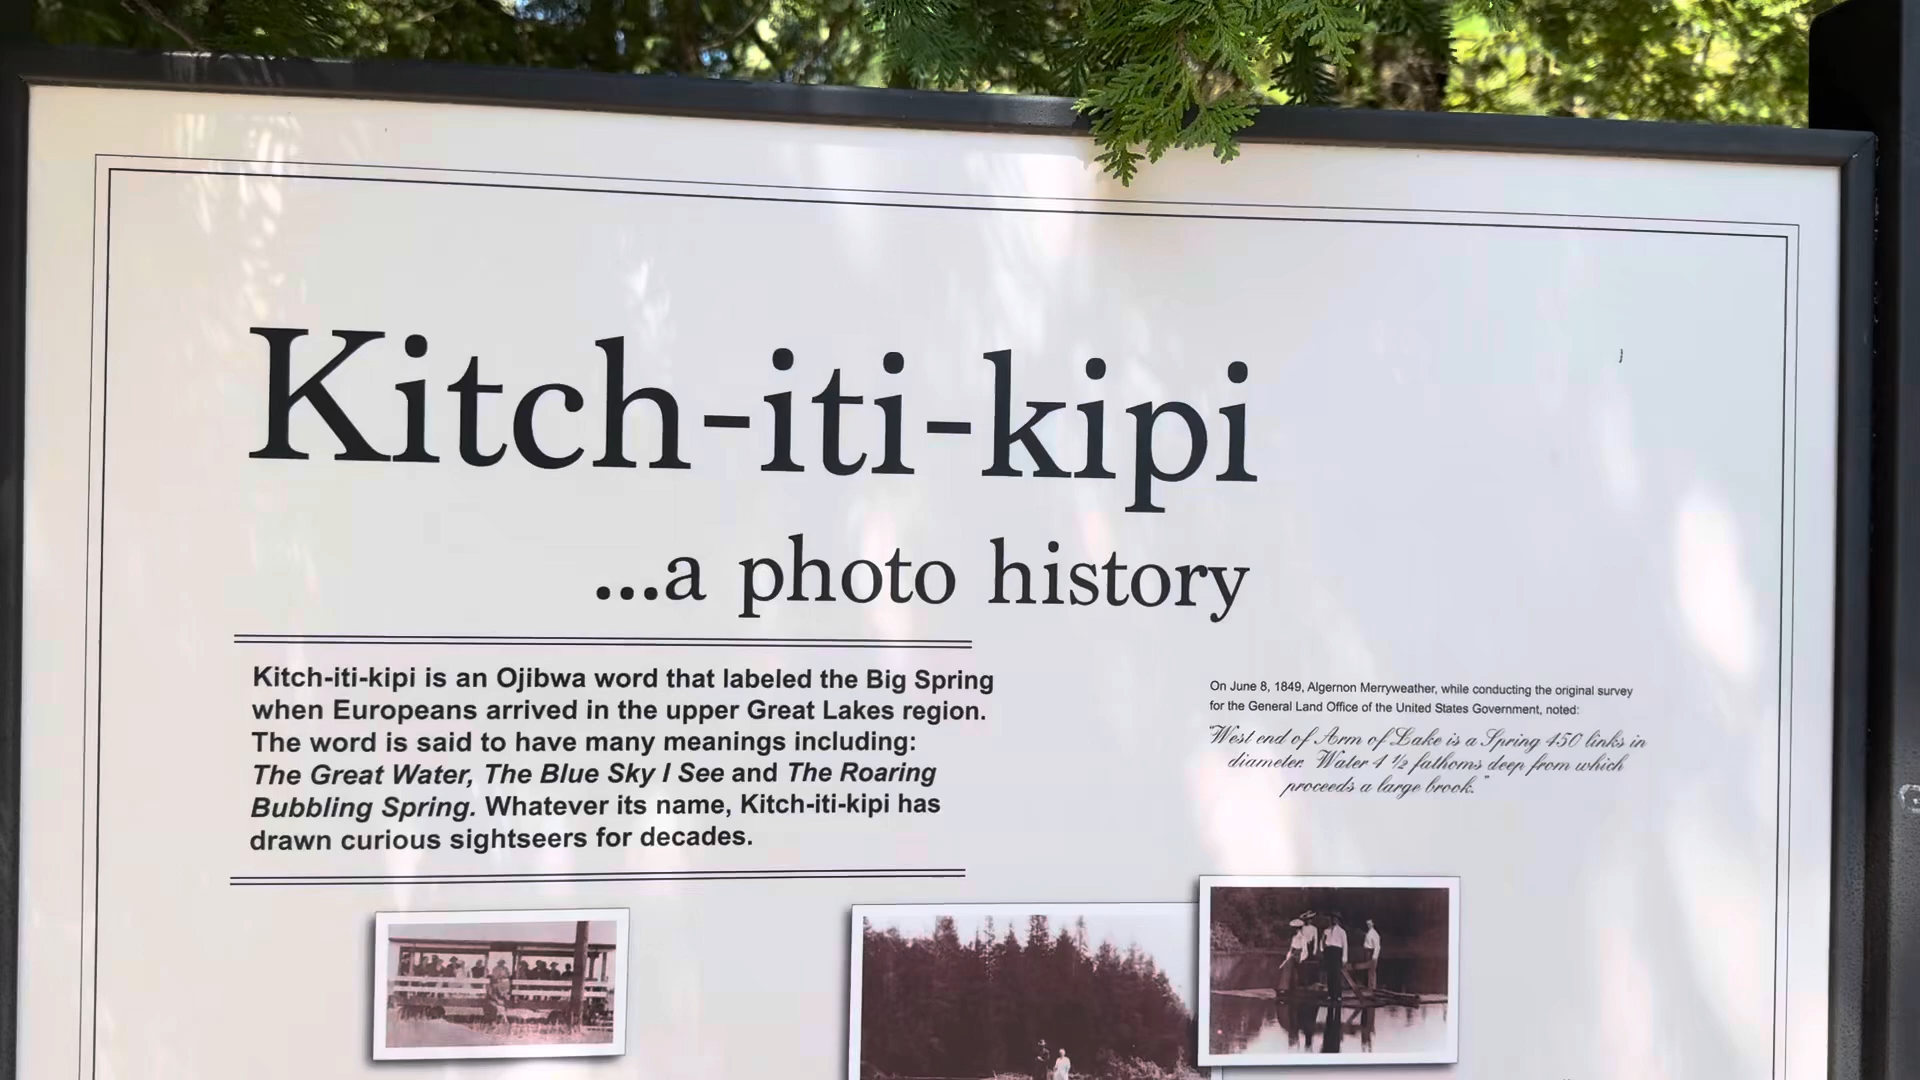 Kitch-iti-kipi
...a photo history
Kitch-iti-kipi is an Ojibwa word that labeled the Big Spring
when Europeans arrived in the upper Great Lakes region.
The word is said to have many meanings including:
The Great Water, The Blue Sky I See and The Roaring
Bubbling Spring. Whatever its name, Kitch-iti-kipi has
drawn curious sightseers for decades.
On June 8, 1849, Algernon Merryweather, while conducting the original survey
for the General Land Office of the United States Government, noted:
"West end of Arm of Lake is a Spring 450 links in
diameter. Water 4 ½ fathoms deep from which
proceeds a large brook."